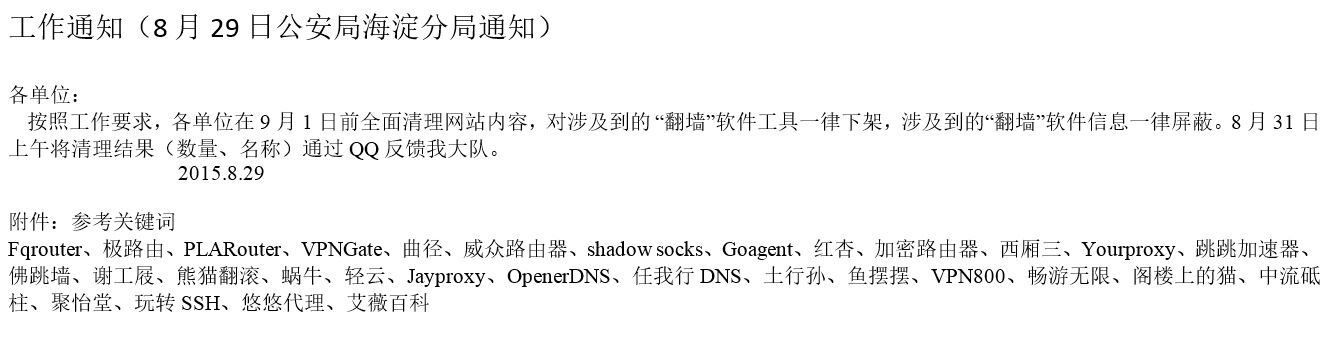 工作通知（8 月 29 日公安局海淀分局通知）
各单位：
按照工作要求，各单位在 9 月 1 日前全面清理网站内容，对涉及到的 “翻墙”软件工具一律下架，涉及到的“翻墙”软件信息一律屏蔽。8 月 31 日
上午将清理结果（数量、名称）通过 QQ 反馈我大队。
2015.8.29
附件：参考关键词
Fqrouter、极路由、PLARouter、VPNGate、曲径、威众路由器、shadow socks、Goagent、红杏、加密路由器、西厢三、Yourproxy、跳跳加速器、
佛跳墙、谢工屐、熊猫翻滚、蜗牛、轻云、Jayproxy、OpenerDNS、任我行 DNS、土行孙、鱼摆摆、VPN800、畅游无限、阁楼上的猫、中流砥
柱、聚怡堂、玩转 SSH、悠悠代理、艾薇百科